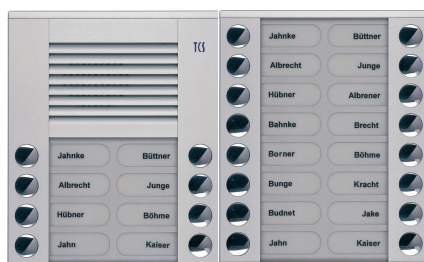 TCS
Jahnke Büttner
Albrecht Junge
Hübner Böhme
Jahn Kaiser
Jahnke Büttner
Albrecht Junge
Hübner Albrener
Bahnke Brecht
Borner Böhme
Bunge Kracht
Budnet Jake
Jahn Kaiser